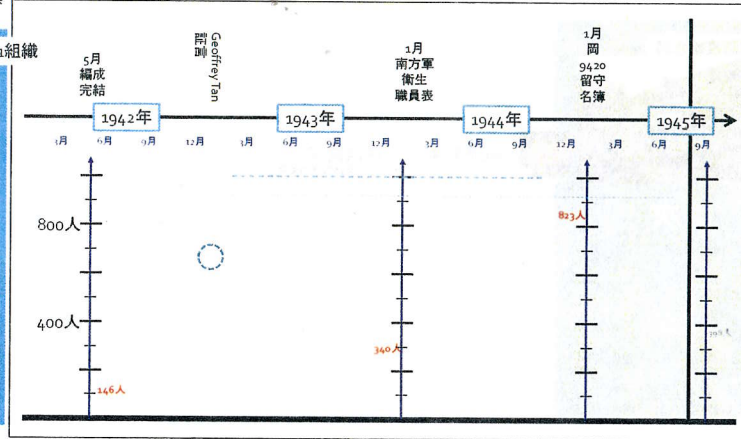 組織
5月
編成
完結
Geoffrey Tan
証言
1月
南方軍
衛生
職員表
1月
岡
9420
留守
名簿
1942年
1943年
1944年
1945年
3月 6月 9月 12月 3月 6月 9月 12月 3月 6月 9月 12月 3月 6月 9月
800人
823人
400人
340人
146人